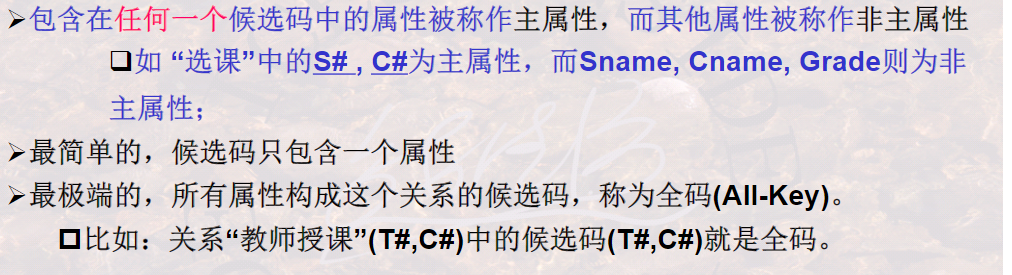 ➢包含在任何一个候选码中的属性被称作主属性，而其他属性被称作非主属性
❑如 “选课”中的S# , C#为主属性，而Sname, Cname, Grade则为非
主属性；
➢最简单的，候选码只包含一个属性
➢最极端的，所有属性构成这个关系的候选码，称为全码(All-Key)。
❑比如：关系“教师授课”(T#,C#)中的候选码(T#,C#)就是全码。